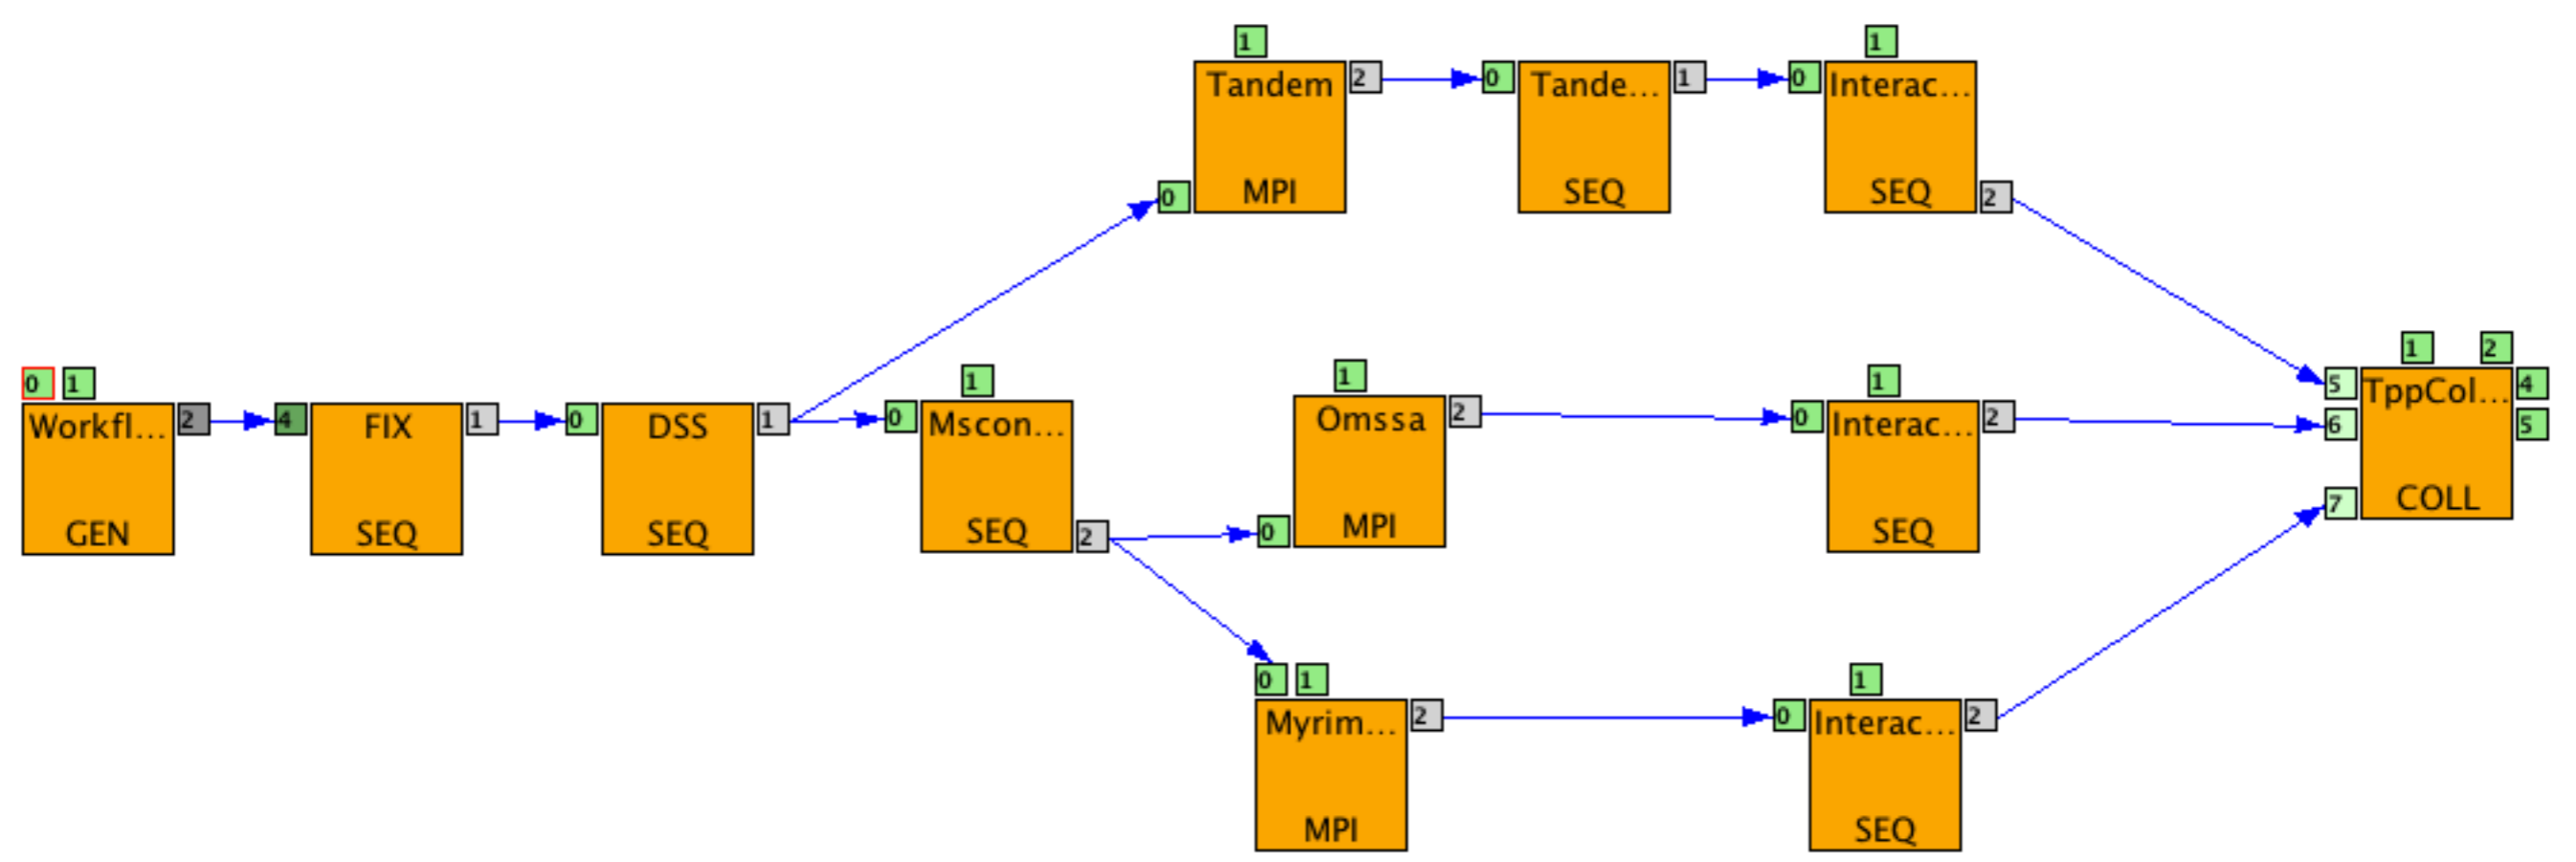 1
Tandem
MPI
0
2
0
Tande...
SEQ
1
0
1
Interac...
SEQ
2
0
1
Workfl...
GEN
2
4
FIX
SEQ
1
0
DSS
SEQ
1
0
1
Mscon...
SEQ
2
1
Omssa
MPI
0
2
0
1
Interac...
SEQ
2
1
2
5
6
7
TppCol...
COLL
4
5
0
1
Myrim...
MPI
2
0
1
Interac...
SEQ
2